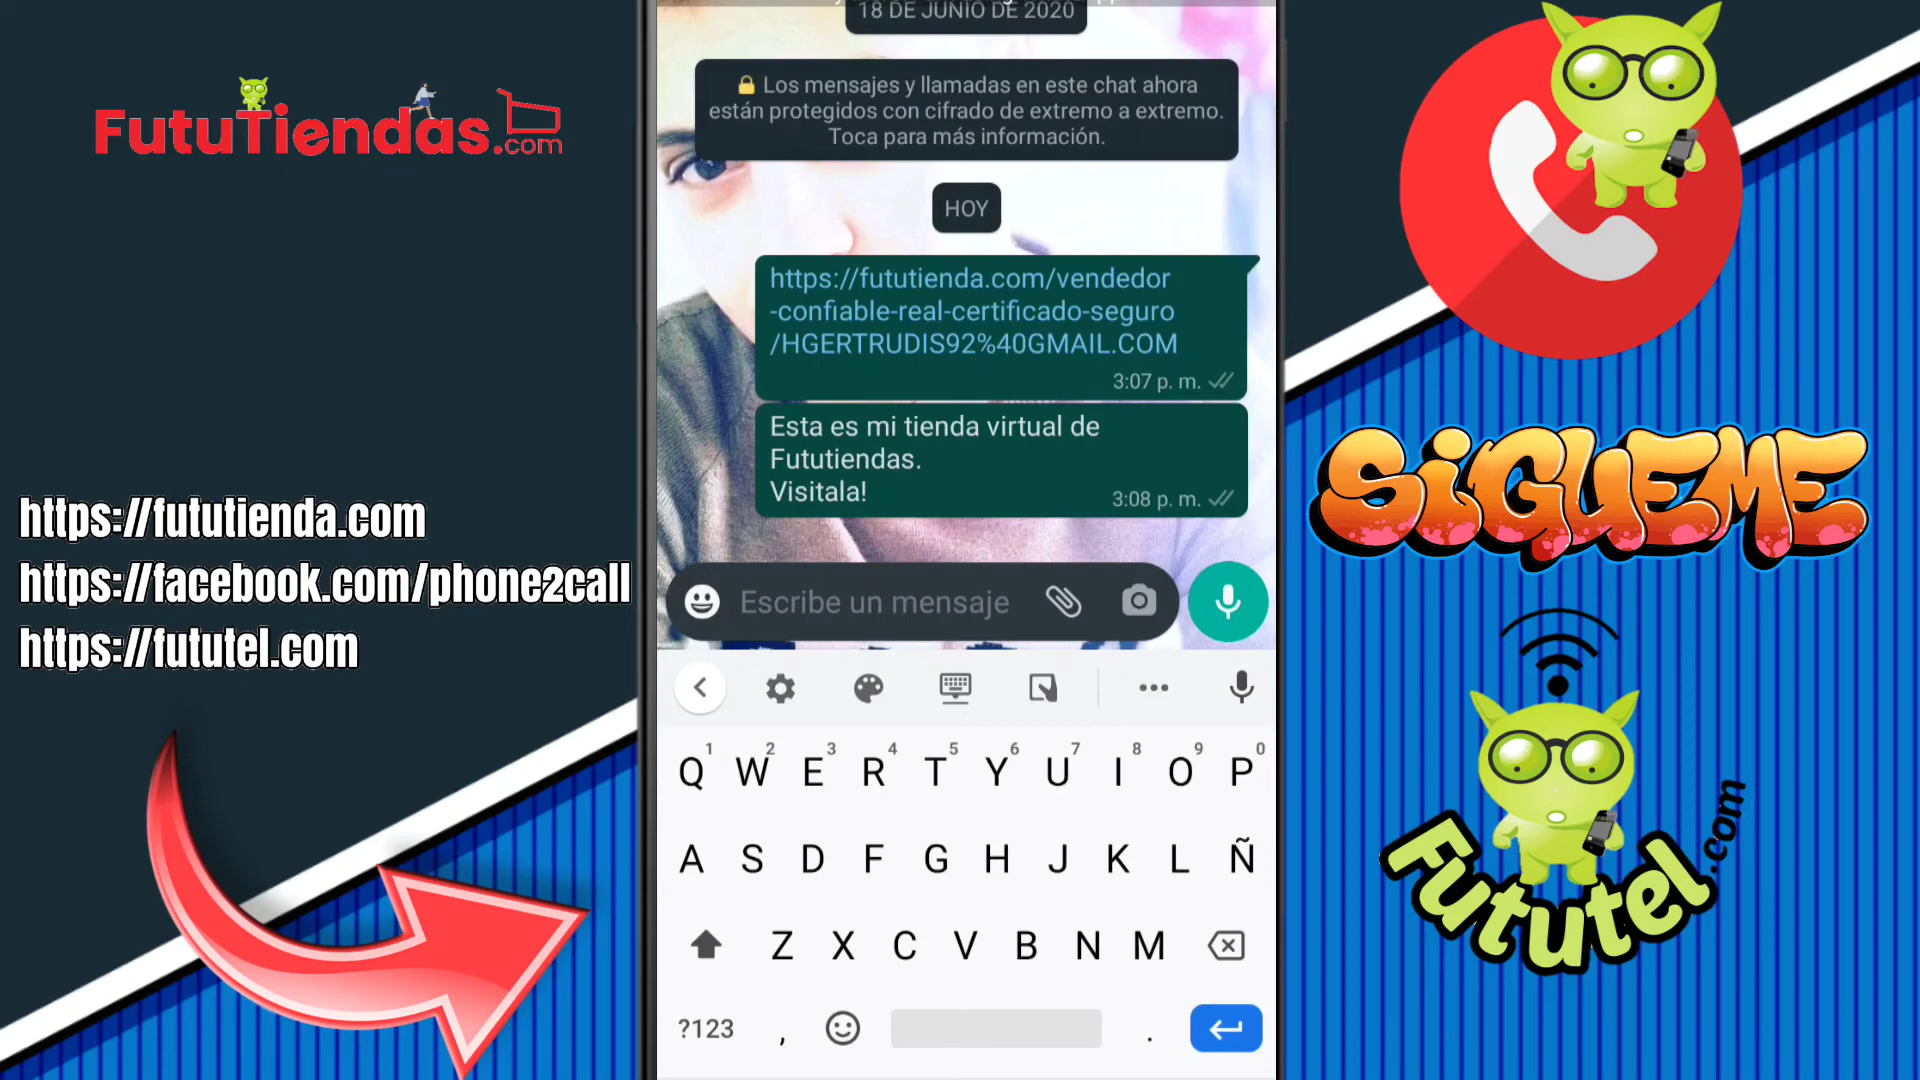 FutuTiendas.com
https://fututienda.com
https://facebook.com/phone2call
https://fututel.com
18 DE JUNIO DE 2020
Los mensajes y llamadas en este chat ahora
están protegidos con cifrado de extremo a extremo.
Toca para más información.
HOY
https://fututienda.com/vendedor
-confiable-real-certificado-seguro
/HGERTRUDIS92%40GMAIL.COM
3:07 p. m.
Esta es mi tienda virtual de
Fututiendas.
Visitala!
3:08 p. m.
Escribe un mensaje
1 2 3 4 5 6 7 8 9 0
Q W E R T Y U I O P
A S D F G H J K L Ñ
Z X C V B N M
?123 , .
SiGUEME
Fututel.com